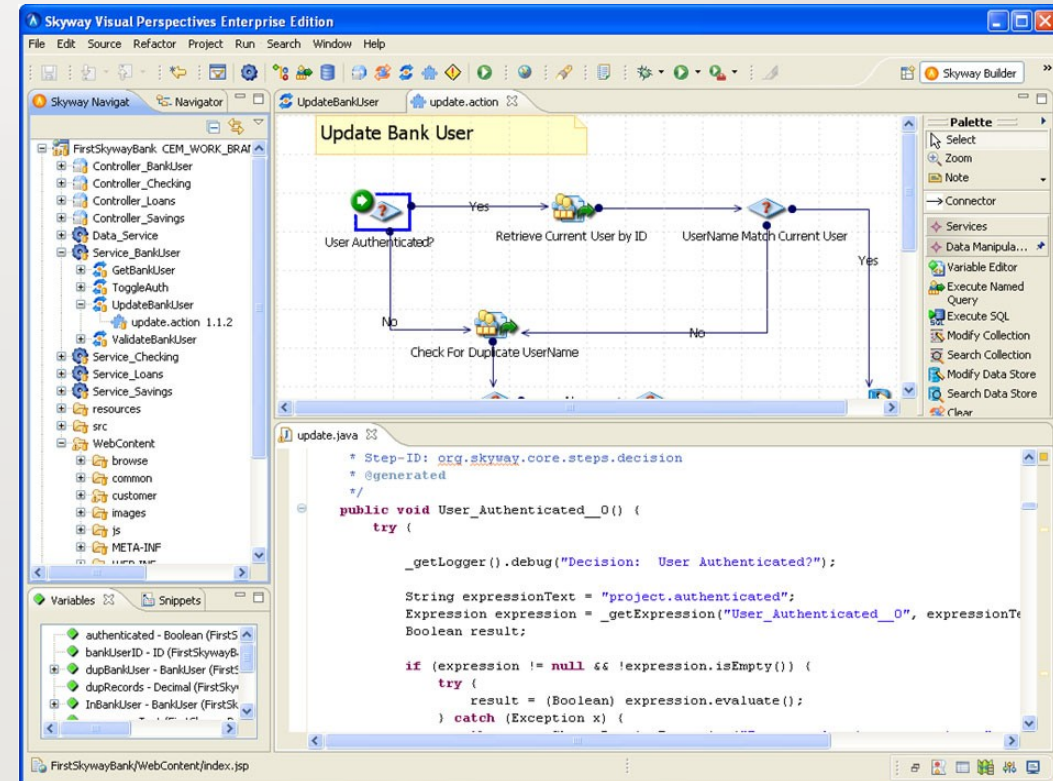 Skyway Visual Perspectives Enterprise Edition
File Edit Source Refactor Project Run Search Window Help
Skyway Builder
»
Skyway Navigat
Navigator
FirstSkywayBank CEM_WORK_BRAN
Controller_BankUser
Controller_Checking
Controller_Loans
Controller_Savings
Data_Service
Service_BankUser
GetBankUser
ToggleAuth
UpdateBankUser
update.action 1.1.2
ValidateBankUser
Service_Checking
Service_Loans
Service_Savings
resources
src
WebContent
browse
common
customer
images
js
META-INF
Variables
Snippets
authenticated - Boolean (FirstS
bankUserID - ID (FirstSkywayB
dupBankUser - BankUser (FirstS
dupRecords - Decimal (FirstSkyw
InBankUser - BankUser (FirstSk
UpdateBankUser
update.action
Update Bank User
User Authenticated?
Yes
Retrieve Current User by ID
UserName Match Current User
Yes
No
No
Check For Duplicate UserName
Palette
Select
Zoom
Note
Connector
Services
Data Manipula...
Variable Editor
Execute Named
Query
Execute SQL
Modify Collection
Search Collection
Modify Data Store
Search Data Store
Clear
update.java
* Step-ID: org.skyway.core.steps.decision
* @generated
*/
public void User_Authenticated__0() {
try {
_getLogger().debug("Decision:  User Authenticated?");
String expressionText = "project.authenticated";
Expression expression = _getExpression("User_Authenticated__0", expressionTe
Boolean result;
if (expression != null && !expression.isEmpty()) {
try {
result = (Boolean) expression.evaluate();
} catch (Exception x) {
FirstSkywayBank/WebContent/index.jsp